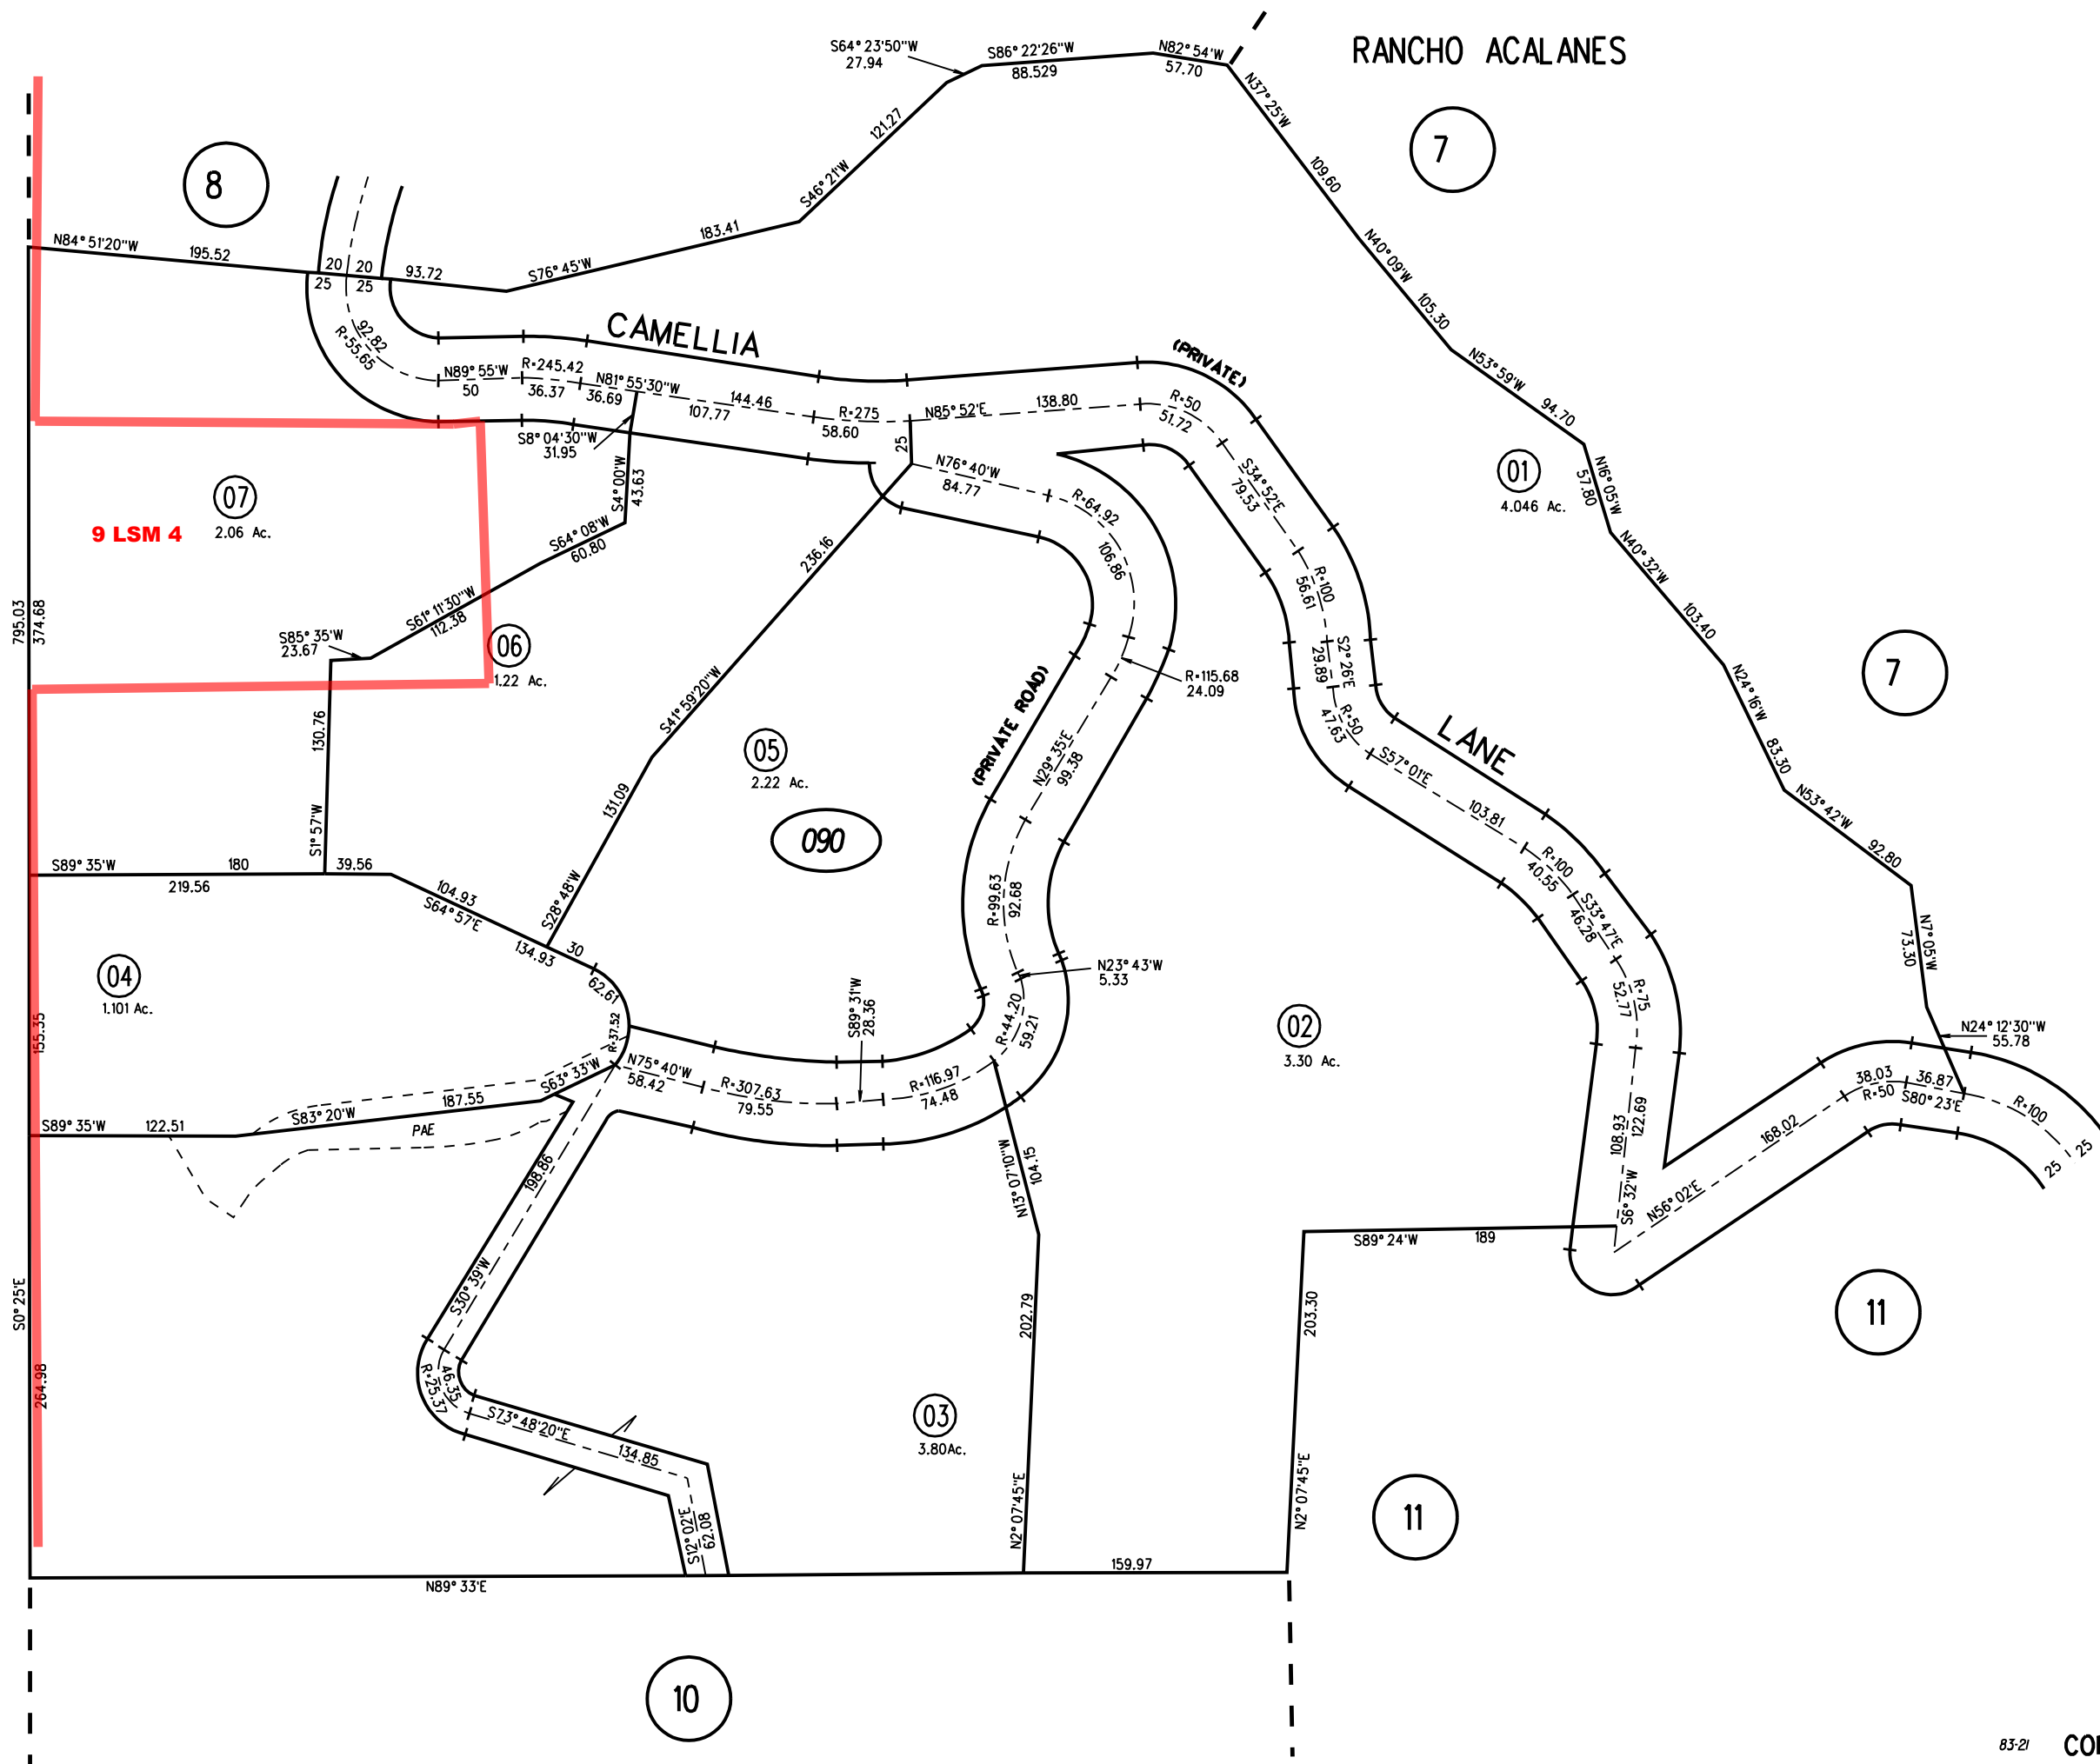 RANCHO ACALANES
S64°23'50"W
27.94
S86°22'26"W
88.529
N82°54'W
57.70
N37°25'W
109.60
7
8
121.27
S46°21'W
183.41
S76°45'W
N84°51'20"W
195.52
20 20
25 25
93.72
N40°09'W
105.30
CAMELLIA
(PRIVATE)
92.82
R=55.65
N89°55'W
50
R=245.42
36.37
36.69
N81°55'30"W
107.77
144.46
R=275
58.60
N85°52'E
138.80
R=50
51.72
N53°59'W
94.70
S8°04'30"W
31.95
25
N76°40'W
84.77
S34°52'E
79.53
01
4.046 Ac.
N16°05'W
57.80
07
2.06 Ac.
9 LSM 4
S4°00'W
43.63
S64°08'W
60.80
236.16
R=64.92
106.86
R=100
56.61
N40°32'W
103.40
795.03
374.68
S61°11'30"W
112.38
S85°35'W
23.67
06
1.22 Ac.
S2°26'E
29.89
R=115.68
24.09
7
N24°16'W
83.30
130.76
S1°57'W
S41°59'20"W
05
2.22 Ac.
(PRIVATE ROAD)
N29°35'E
99.38
R=50
47.63
S57°01'E
103.81
LANE
N53°42'W
92.80
131.09
090
S89°35'W
180
39.56
219.56
104.93
S64°57'E
134.93
30
S28°48'W
R=99.63
92.68
R=100
40.55
S33°47'E
46.28
N7°05'W
73.30
04
1.101 Ac.
62.61
N23°43'W
5.33
R=75
52.77
155.35
R=37.52
S89°31'W
28.36
R=44.20
59.21
02
3.30 Ac.
N24°12'30"W
55.78
S63°33'W
N75°40'W
58.42
R=307.63
79.55
R=116.97
74.48
38.03
R=50
36.87
S80°23'E
R=100
S89°35'W
122.51
S83°20'W
187.55
PAE
108.93
122.69
168.02
25 25
198.86
N13°07'10"W
104.15
S6°32'W
N56°02'E
S89°24'W
189
S0°25'E
S30°39'W
202.79
203.30
11
264.98
46.35
R=25.37
S73°48'20"E
134.85
03
3.80Ac.
N2°07'45"E
N2°07'45"E
11
S12°02'E
62.08
159.97
N89°33'E
10
83-21